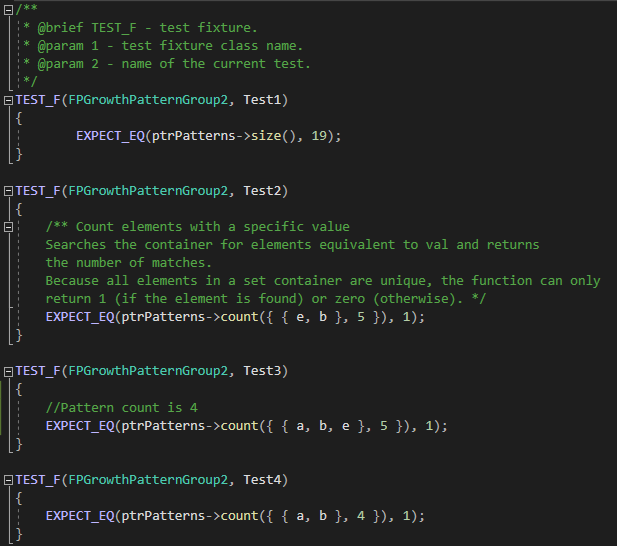 /**
* @brief TEST_F - test fixture.
* @param 1 - test fixture class name.
* @param 2 - name of the current test.
*/
TEST_F(FPGrowthPatternGroup2, Test1)
{
EXPECT_EQ(ptrPatterns->size(), 19);
}
TEST_F(FPGrowthPatternGroup2, Test2)
{
/** Count elements with a specific value
Searches the container for elements equivalent to val and returns
the number of matches.
Because all elements in a set container are unique, the function can only
return 1 (if the element is found) or zero (otherwise). */
EXPECT_EQ(ptrPatterns->count({ { e, b }, 5 }), 1);
}
TEST_F(FPGrowthPatternGroup2, Test3)
{
//Pattern count is 4
EXPECT_EQ(ptrPatterns->count({ { a, b, e }, 5 }), 1);
}
TEST_F(FPGrowthPatternGroup2, Test4)
{
EXPECT_EQ(ptrPatterns->count({ { a, b }, 4 }), 1);
}